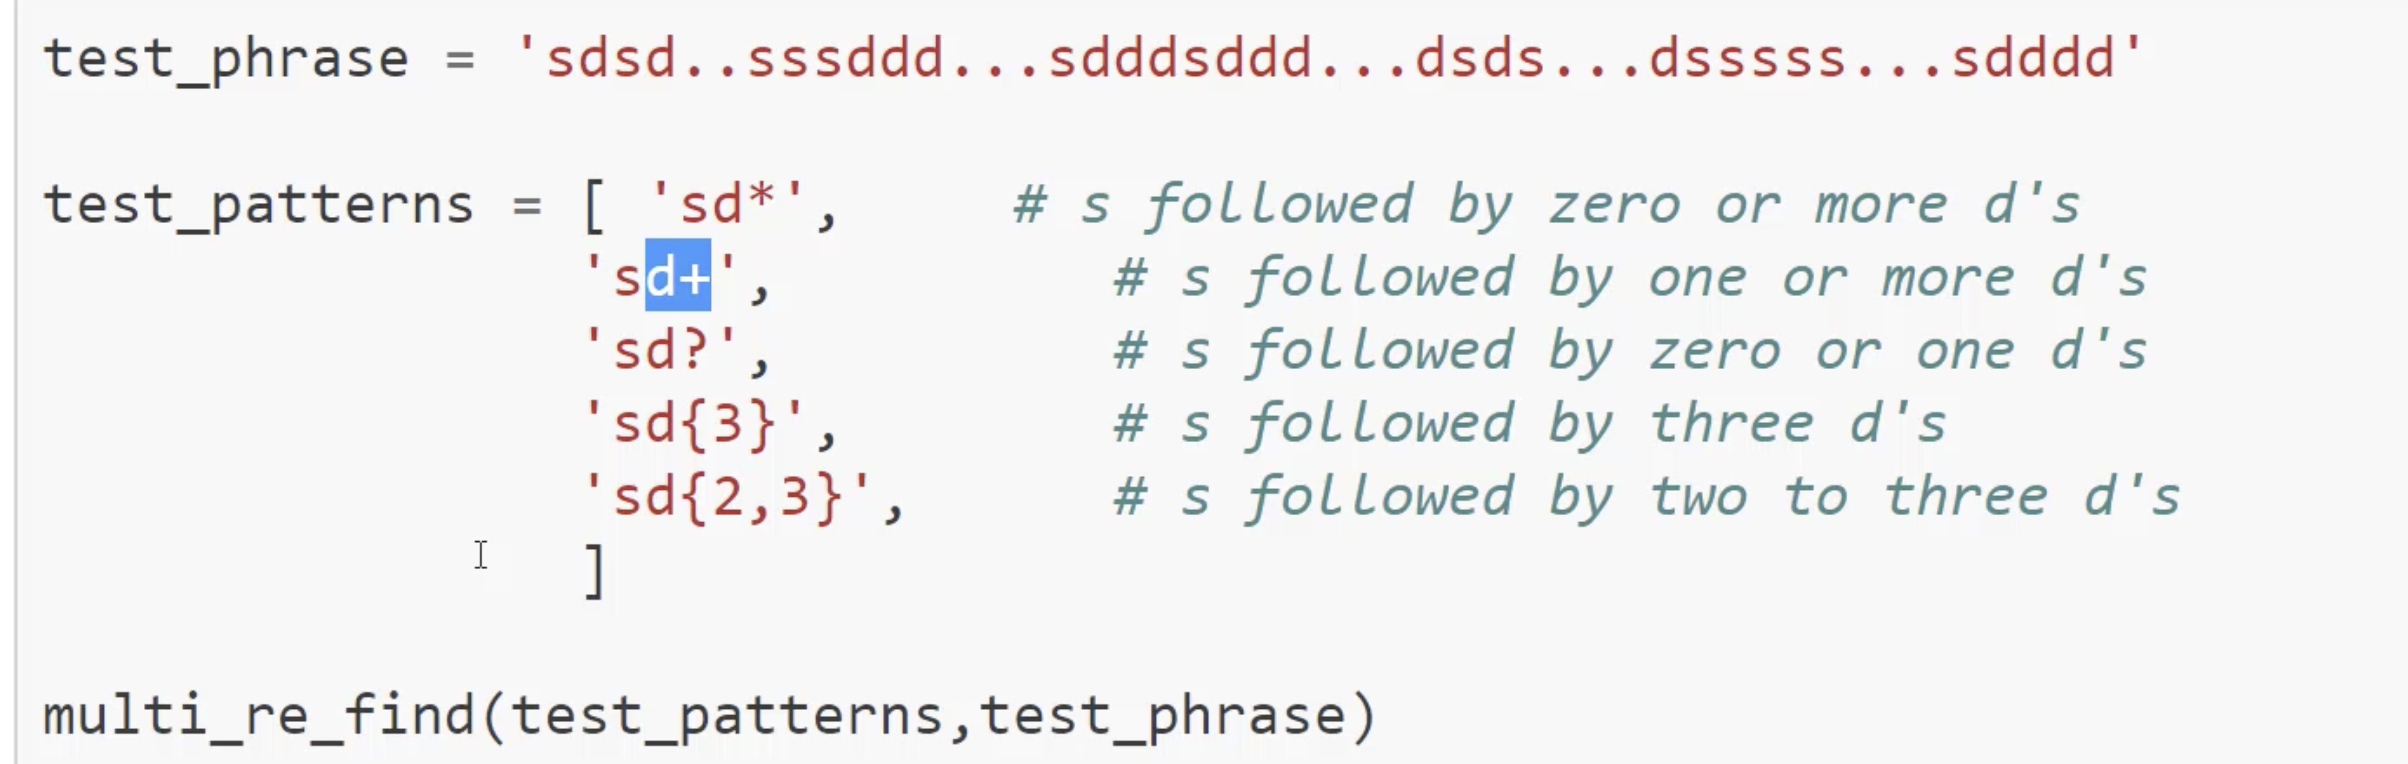 test_phrase = 'sdsd..sssddd...sdddsddd...dsds...dsssss...sdddd'
test_patterns = [ 'sd*', # s followed by zero or more d's
'sd+', # s followed by one or more d's
'sd?', # s followed by zero or one d's
'sd{3}', # s followed by three d's
'sd{2,3}', # s followed by two to three d's
]
multi_re_find(test_patterns,test_phrase)